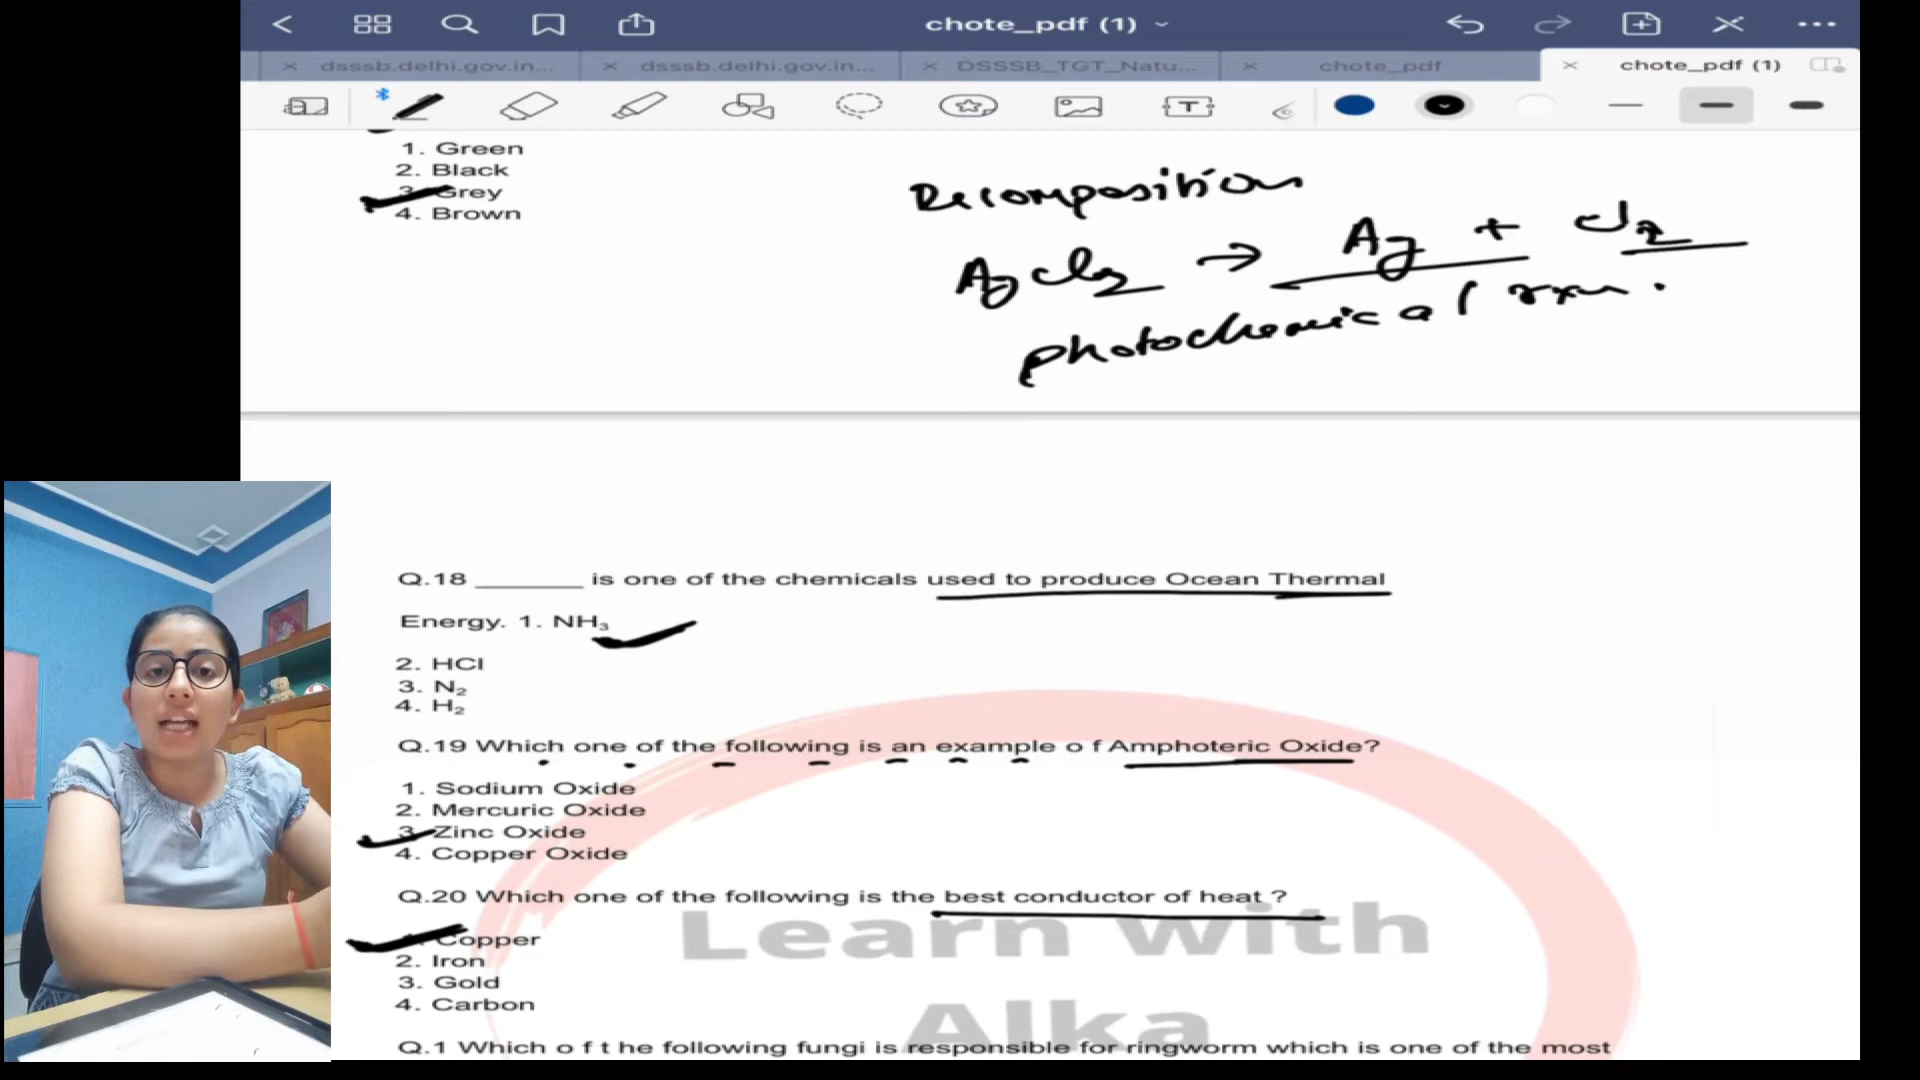 chote_pdf (1)
dsssb.delhi.gov.in...
dsssb.delhi.gov.in...
DSSSB_TGT_Natu...
chote_pdf
chote_pdf (1)
1. Green
2. Black
3. Grey
4. Brown
Decomposition
AgCl2 → Ag + Cl2
photochemical rxn.
Q.18 _______ is one of the chemicals used to produce Ocean Thermal
Energy. 1. NH₃
2. HCl
3. N₂
4. H₂
Q.19 Which one of the following is an example o f Amphoteric Oxide?
1. Sodium Oxide
2. Mercuric Oxide
3. Zinc Oxide
4. Copper Oxide
Q.20 Which one of the following is the best conductor of heat ?
1. Copper
2. Iron
3. Gold
4. Carbon
Learn with
Alka
Q.1 Which o f t he following fungi is responsible for ringworm which is one of the most